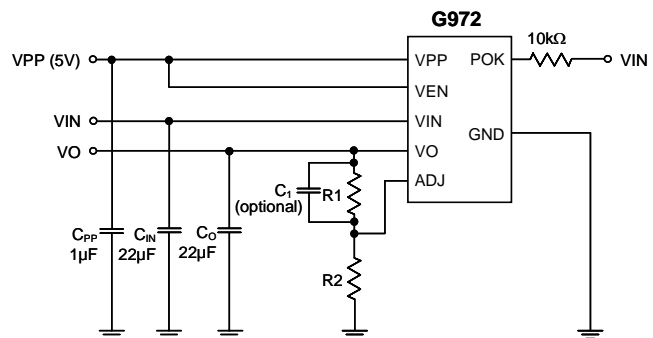 G972
10kΩ
VPP (5V)
VPP
POK
VIN
VEN
VIN
VIN
GND
VO
VO
ADJ
C1
(optional)
R1
CPP
1µF
CIN
22µF
CO
22µF
R2